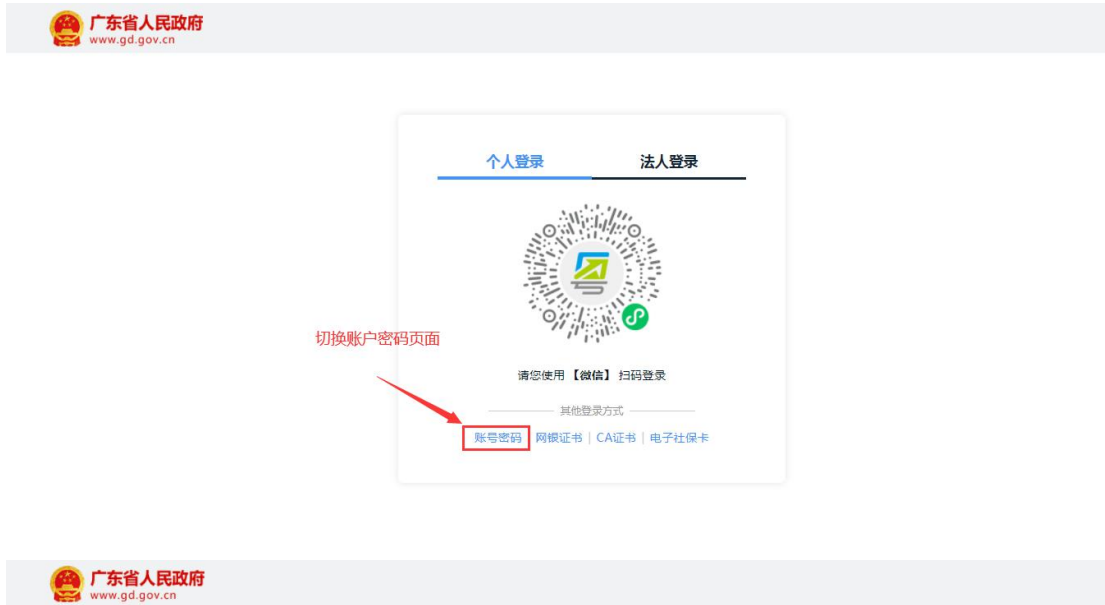 广东省人民政府
www.gd.gov.cn
个人登录 法人登录
切换账户密码页面
请您使用【微信】扫码登录
其他登录方式
账号密码 网银证书 | CA证书 | 电子社保卡
广东省人民政府
www.gd.gov.cn